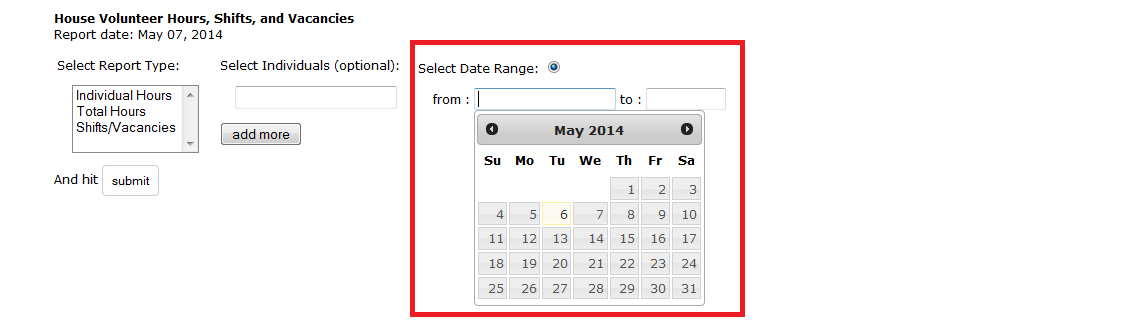 House Volunteer Hours, Shifts, and Vacancies
Report date: May 07, 2014
Select Report Type:
Individual Hours
Total Hours
Shifts/Vacancies
Select Individuals (optional):
add more
And hit submit
Select Date Range:
from : to :
May 2014
Su Mo Tu We Th Fr Sa
1 2 3
4 5 6 7 8 9 10
11 12 13 14 15 16 17
18 19 20 21 22 23 24
25 26 27 28 29 30 31